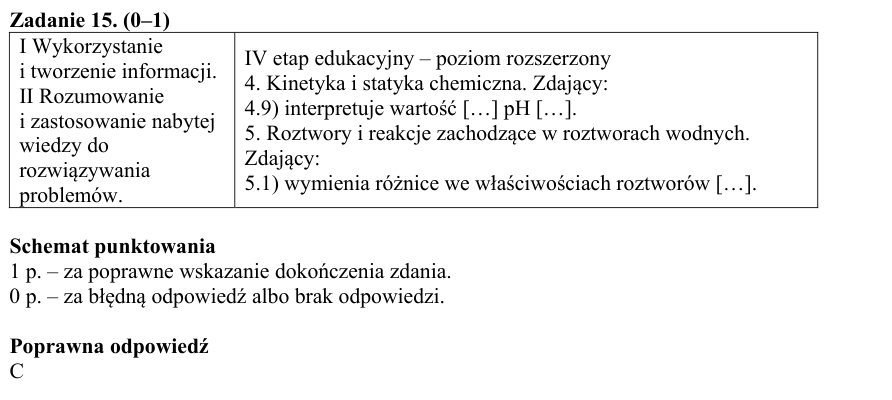 Zadanie 15. (0–1)
I Wykorzystanie
i tworzenie informacji.
II Rozumowanie
i zastosowanie nabytej
wiedzy do
rozwiązywania
problemów.
IV etap edukacyjny – poziom rozszerzony
4. Kinetyka i statyka chemiczna. Zdający:
4.9) interpretuje wartość […] pH […].
5. Roztwory i reakcje zachodzące w roztworach wodnych.
Zdający:
5.1) wymienia różnice we właściwościach roztworów […].
Schemat punktowania
1 p. – za poprawne wskazanie dokończenia zdania.
0 p. – za błędną odpowiedź albo brak odpowiedzi.
Poprawna odpowiedź
C